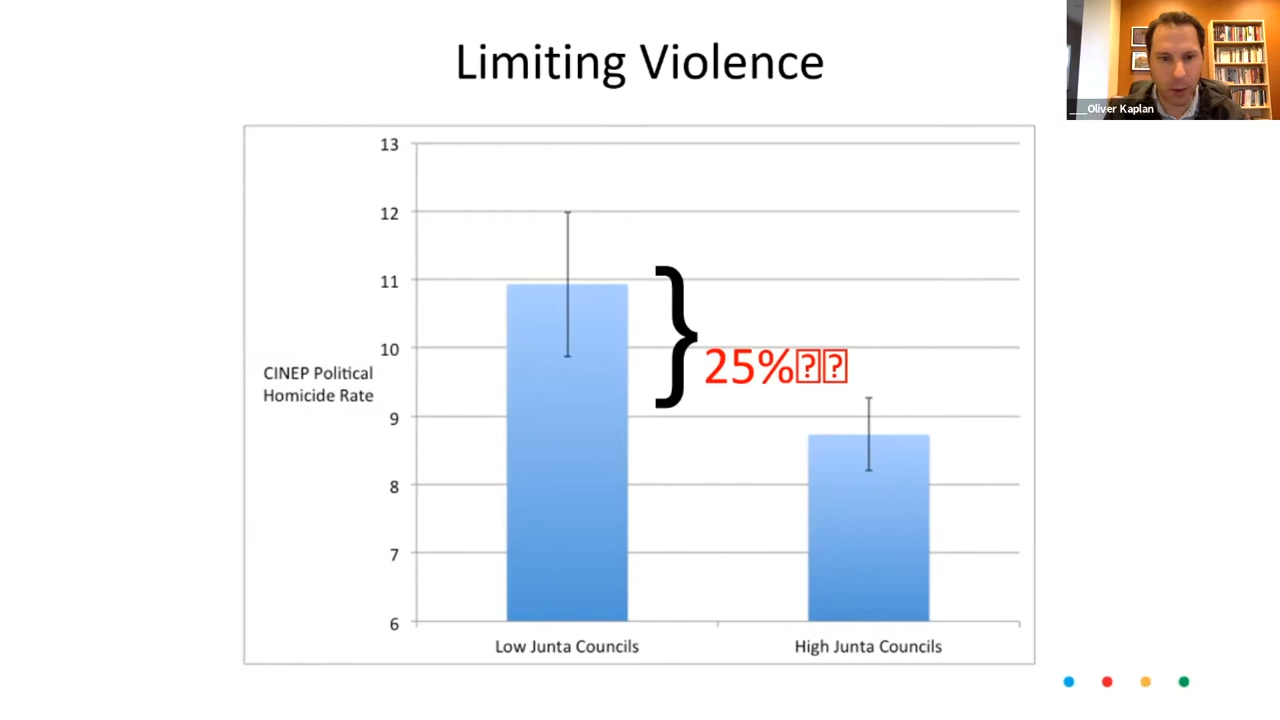 Limiting Violence
___Oliver Kaplan
13
12
11
10
9
8
7
6
CINEP Political
Homicide Rate
25%
Low Junta Councils
High Junta Councils